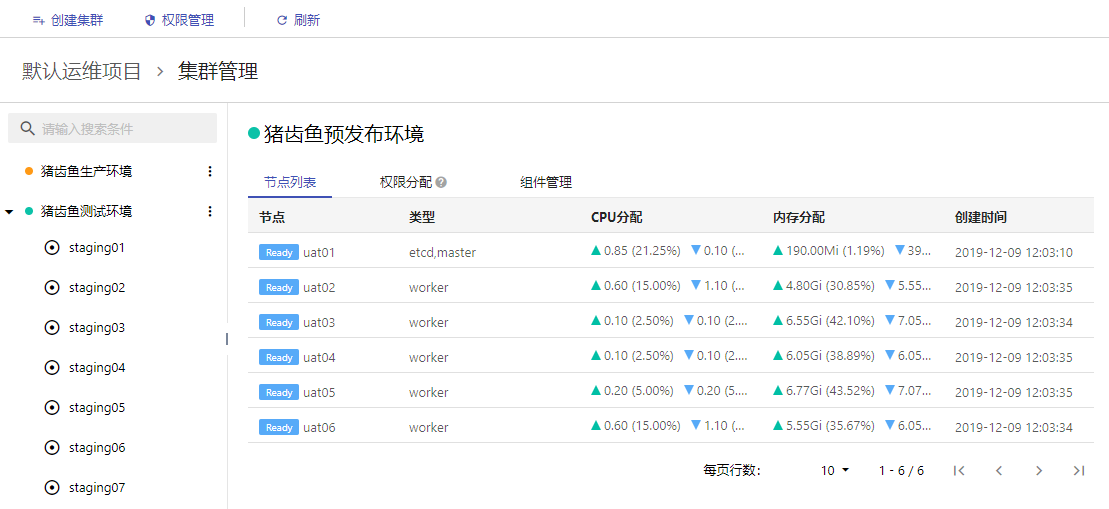 创建集群 权限管理 刷新
默认运维项目 > 集群管理
请输入搜索条件
猪齿鱼生产环境
猪齿鱼测试环境
staging01
staging02
staging03
staging04
staging05
staging06
staging07
猪齿鱼预发布环境
节点列表 权限分配 组件管理
节点 类型 CPU分配 内存分配 创建时间
Ready uat01 etcd,master ▲ 0.85 (21.25%) ▼ 0.10 (... ▲ 190.00Mi (1.19%) ▼ 39... 2019-12-09 12:03:10
Ready uat02 worker ▲ 0.60 (15.00%) ▼ 1.10 (... ▲ 4.80Gi (30.85%) ▼ 5.55... 2019-12-09 12:03:35
Ready uat03 worker ▲ 0.10 (2.50%) ▼ 0.10 (2.... ▲ 6.55Gi (42.10%) ▼ 7.05... 2019-12-09 12:03:34
Ready uat04 worker ▲ 0.10 (2.50%) ▼ 0.10 (2.... ▲ 6.05Gi (38.89%) ▼ 6.05... 2019-12-09 12:03:35
Ready uat05 worker ▲ 0.20 (5.00%) ▼ 0.20 (5.... ▲ 6.77Gi (43.52%) ▼ 7.07... 2019-12-09 12:03:35
Ready uat06 worker ▲ 0.60 (15.00%) ▼ 1.10 (... ▲ 5.55Gi (35.67%) ▼ 6.05... 2019-12-09 12:03:34
每页行数: 10 1 - 6 / 6